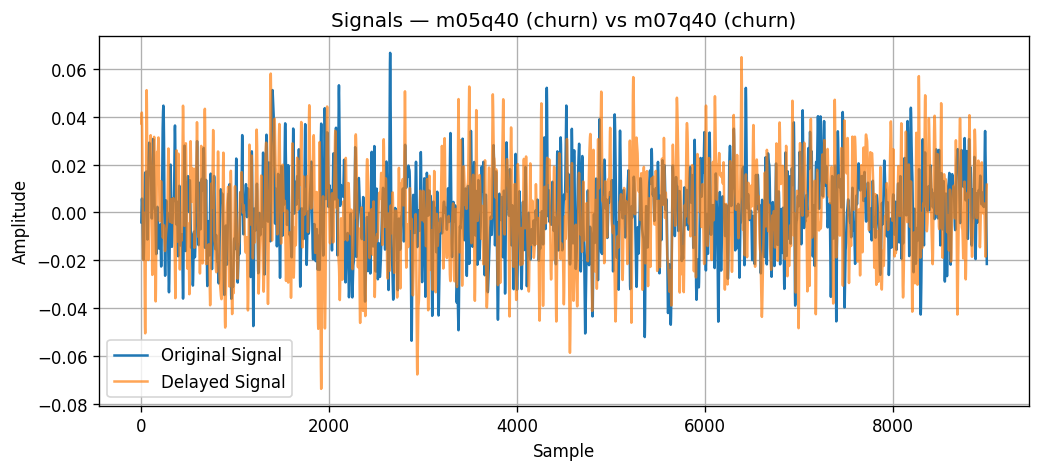 Signals — m05q40 (churn) vs m07q40 (churn)
0.06
0.04
0.02
0.00
−0.02
−0.04
−0.06
−0.08
Amplitude
Original Signal
Delayed Signal
0 2000 4000 6000 8000
Sample